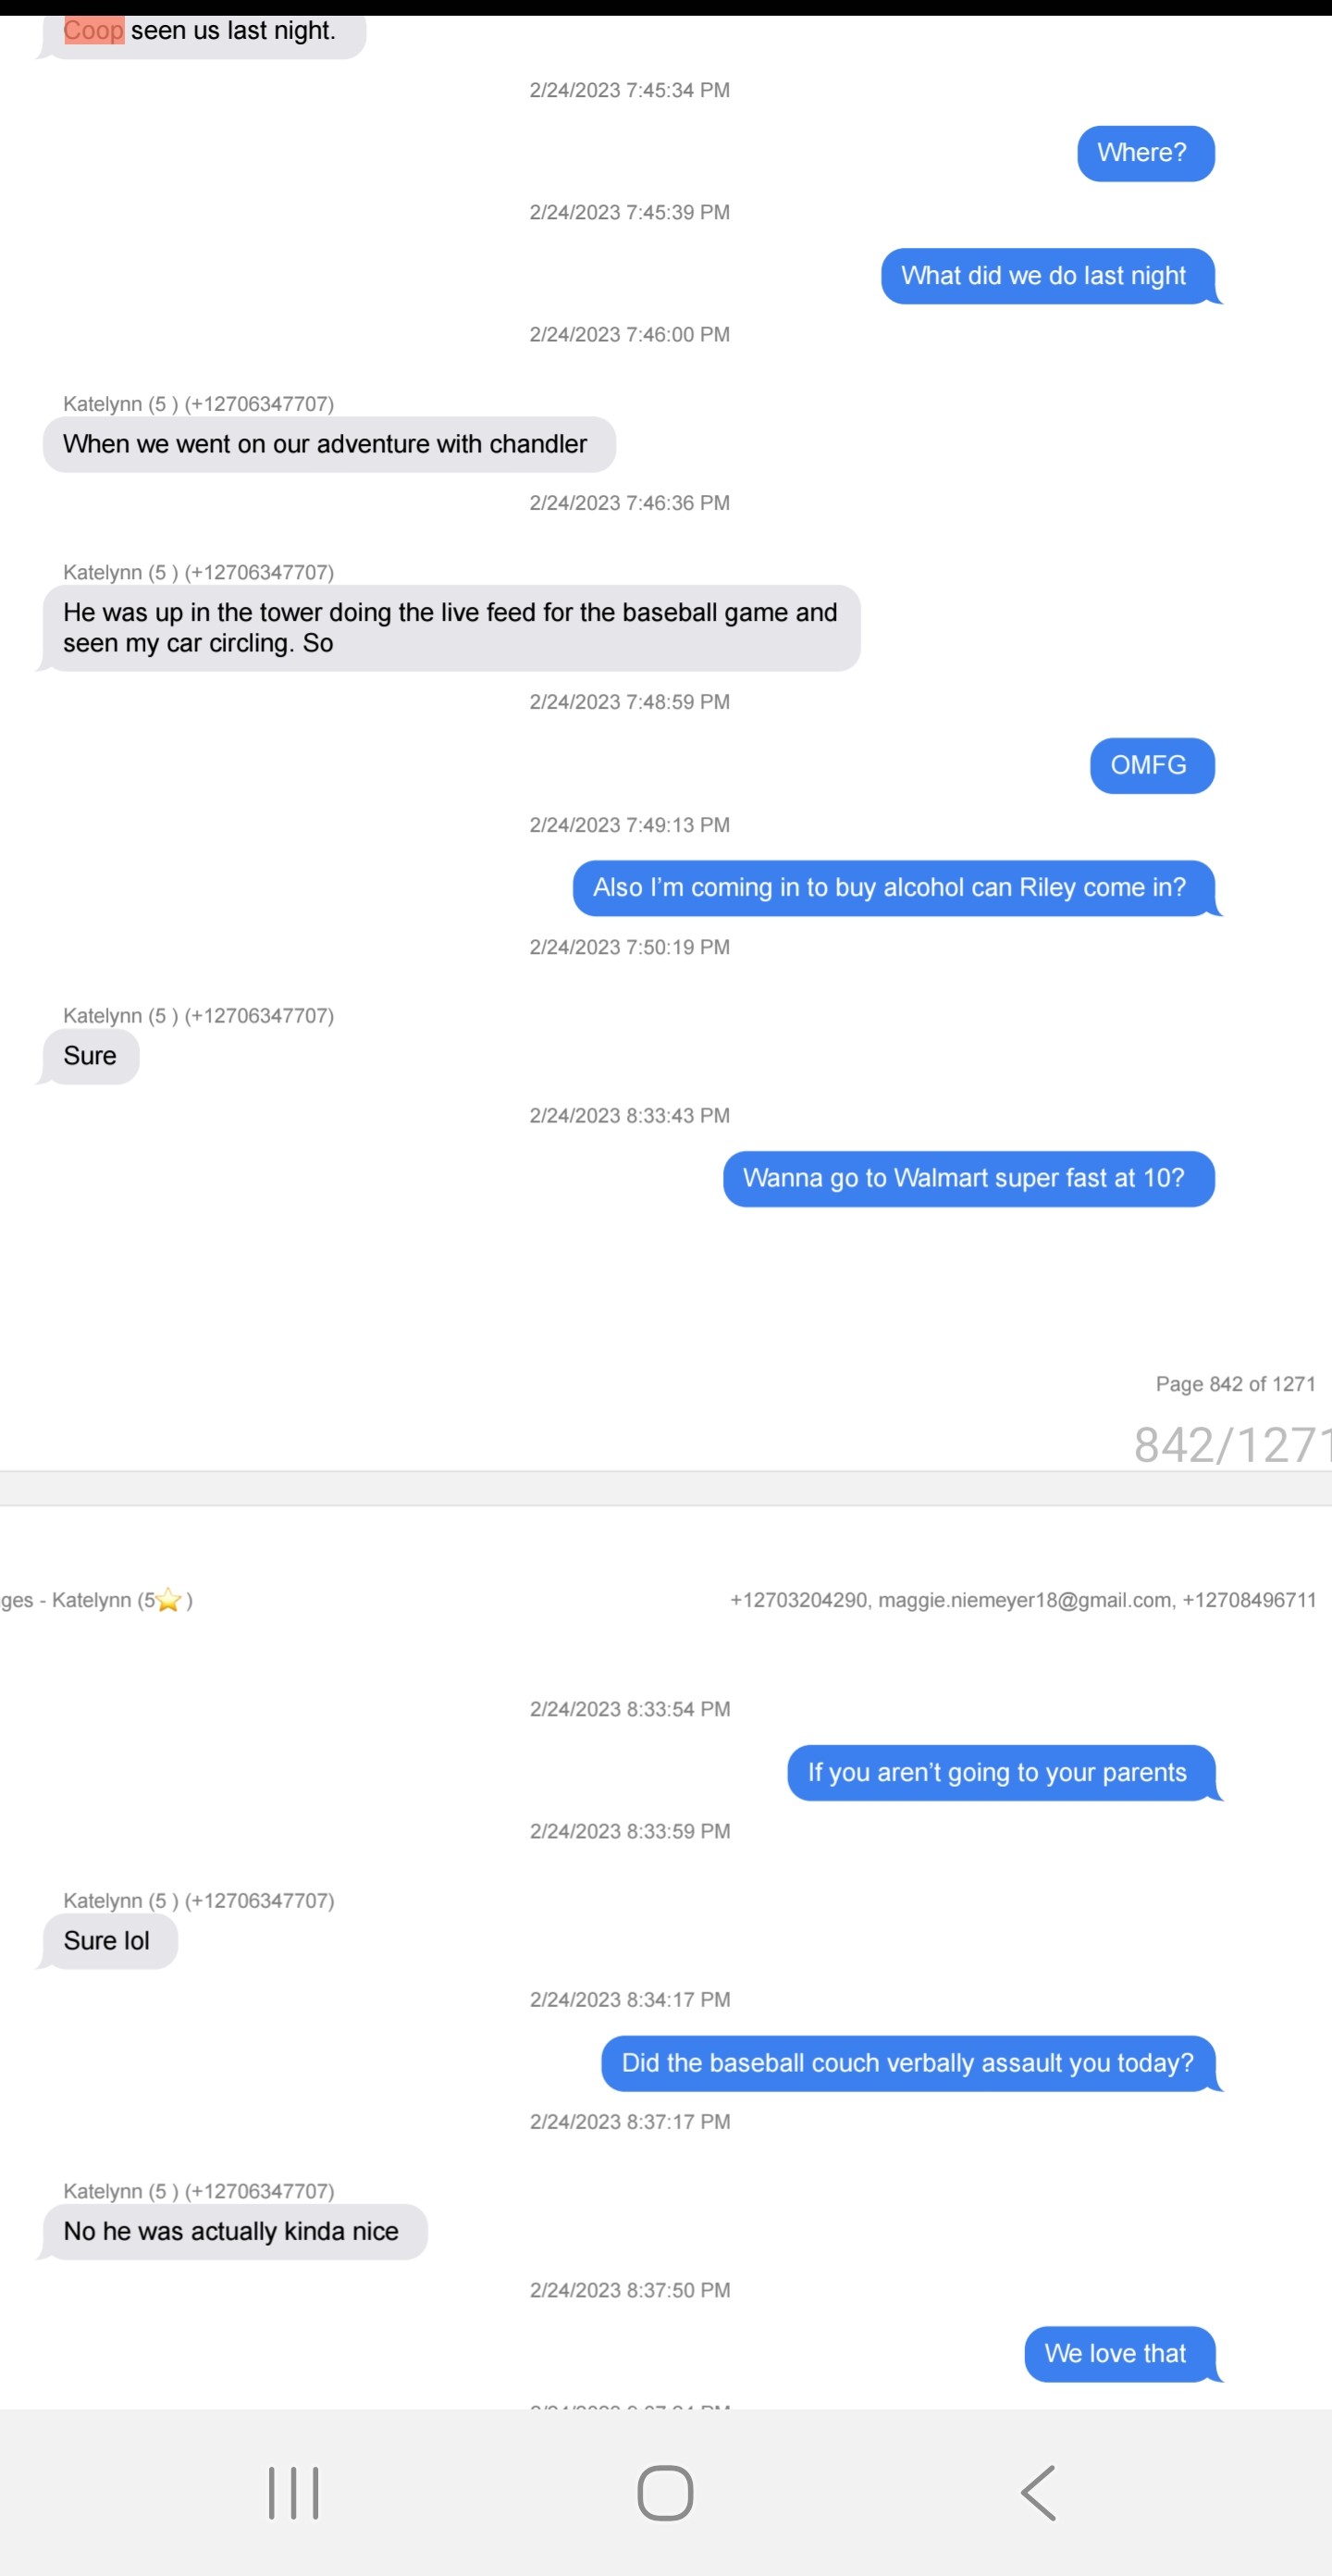 Coop seen us last night.
2/24/2023 7:45:34 PM
Where?
2/24/2023 7:45:39 PM
What did we do last night
2/24/2023 7:46:00 PM
Katelynn (5 ) (+12706347707)
When we went on our adventure with chandler
2/24/2023 7:46:36 PM
Katelynn (5 ) (+12706347707)
He was up in the tower doing the live feed for the baseball game and
seen my car circling. So
2/24/2023 7:48:59 PM
OMFG
2/24/2023 7:49:13 PM
Also I’m coming in to buy alcohol can Riley come in?
2/24/2023 7:50:19 PM
Katelynn (5 ) (+12706347707)
Sure
2/24/2023 8:33:43 PM
Wanna go to Walmart super fast at 10?
Page 842 of 1271
842/1271
ges - Katelynn (5⭐ )
+12703204290, maggie.niemeyer18@gmail.com, +12708496711
2/24/2023 8:33:54 PM
If you aren’t going to your parents
2/24/2023 8:33:59 PM
Katelynn (5 ) (+12706347707)
Sure lol
2/24/2023 8:34:17 PM
Did the baseball couch verbally assault you today?
2/24/2023 8:37:17 PM
Katelynn (5 ) (+12706347707)
No he was actually kinda nice
2/24/2023 8:37:50 PM
We love that